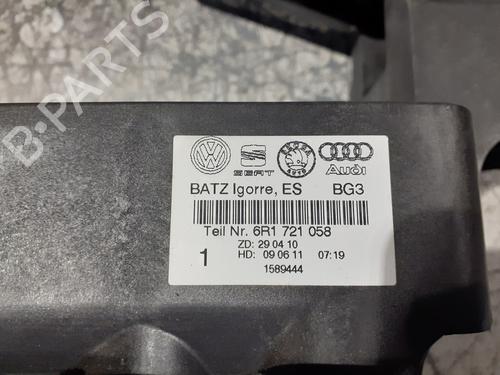 B-PARTS
SEAT
SKODA
AUTO
Audi
BATZ Igorre, ES BG3
Teil Nr. 6R1 721 058
ZD: 29 04 10
1 HD: 09 06 11 07:19
1589444